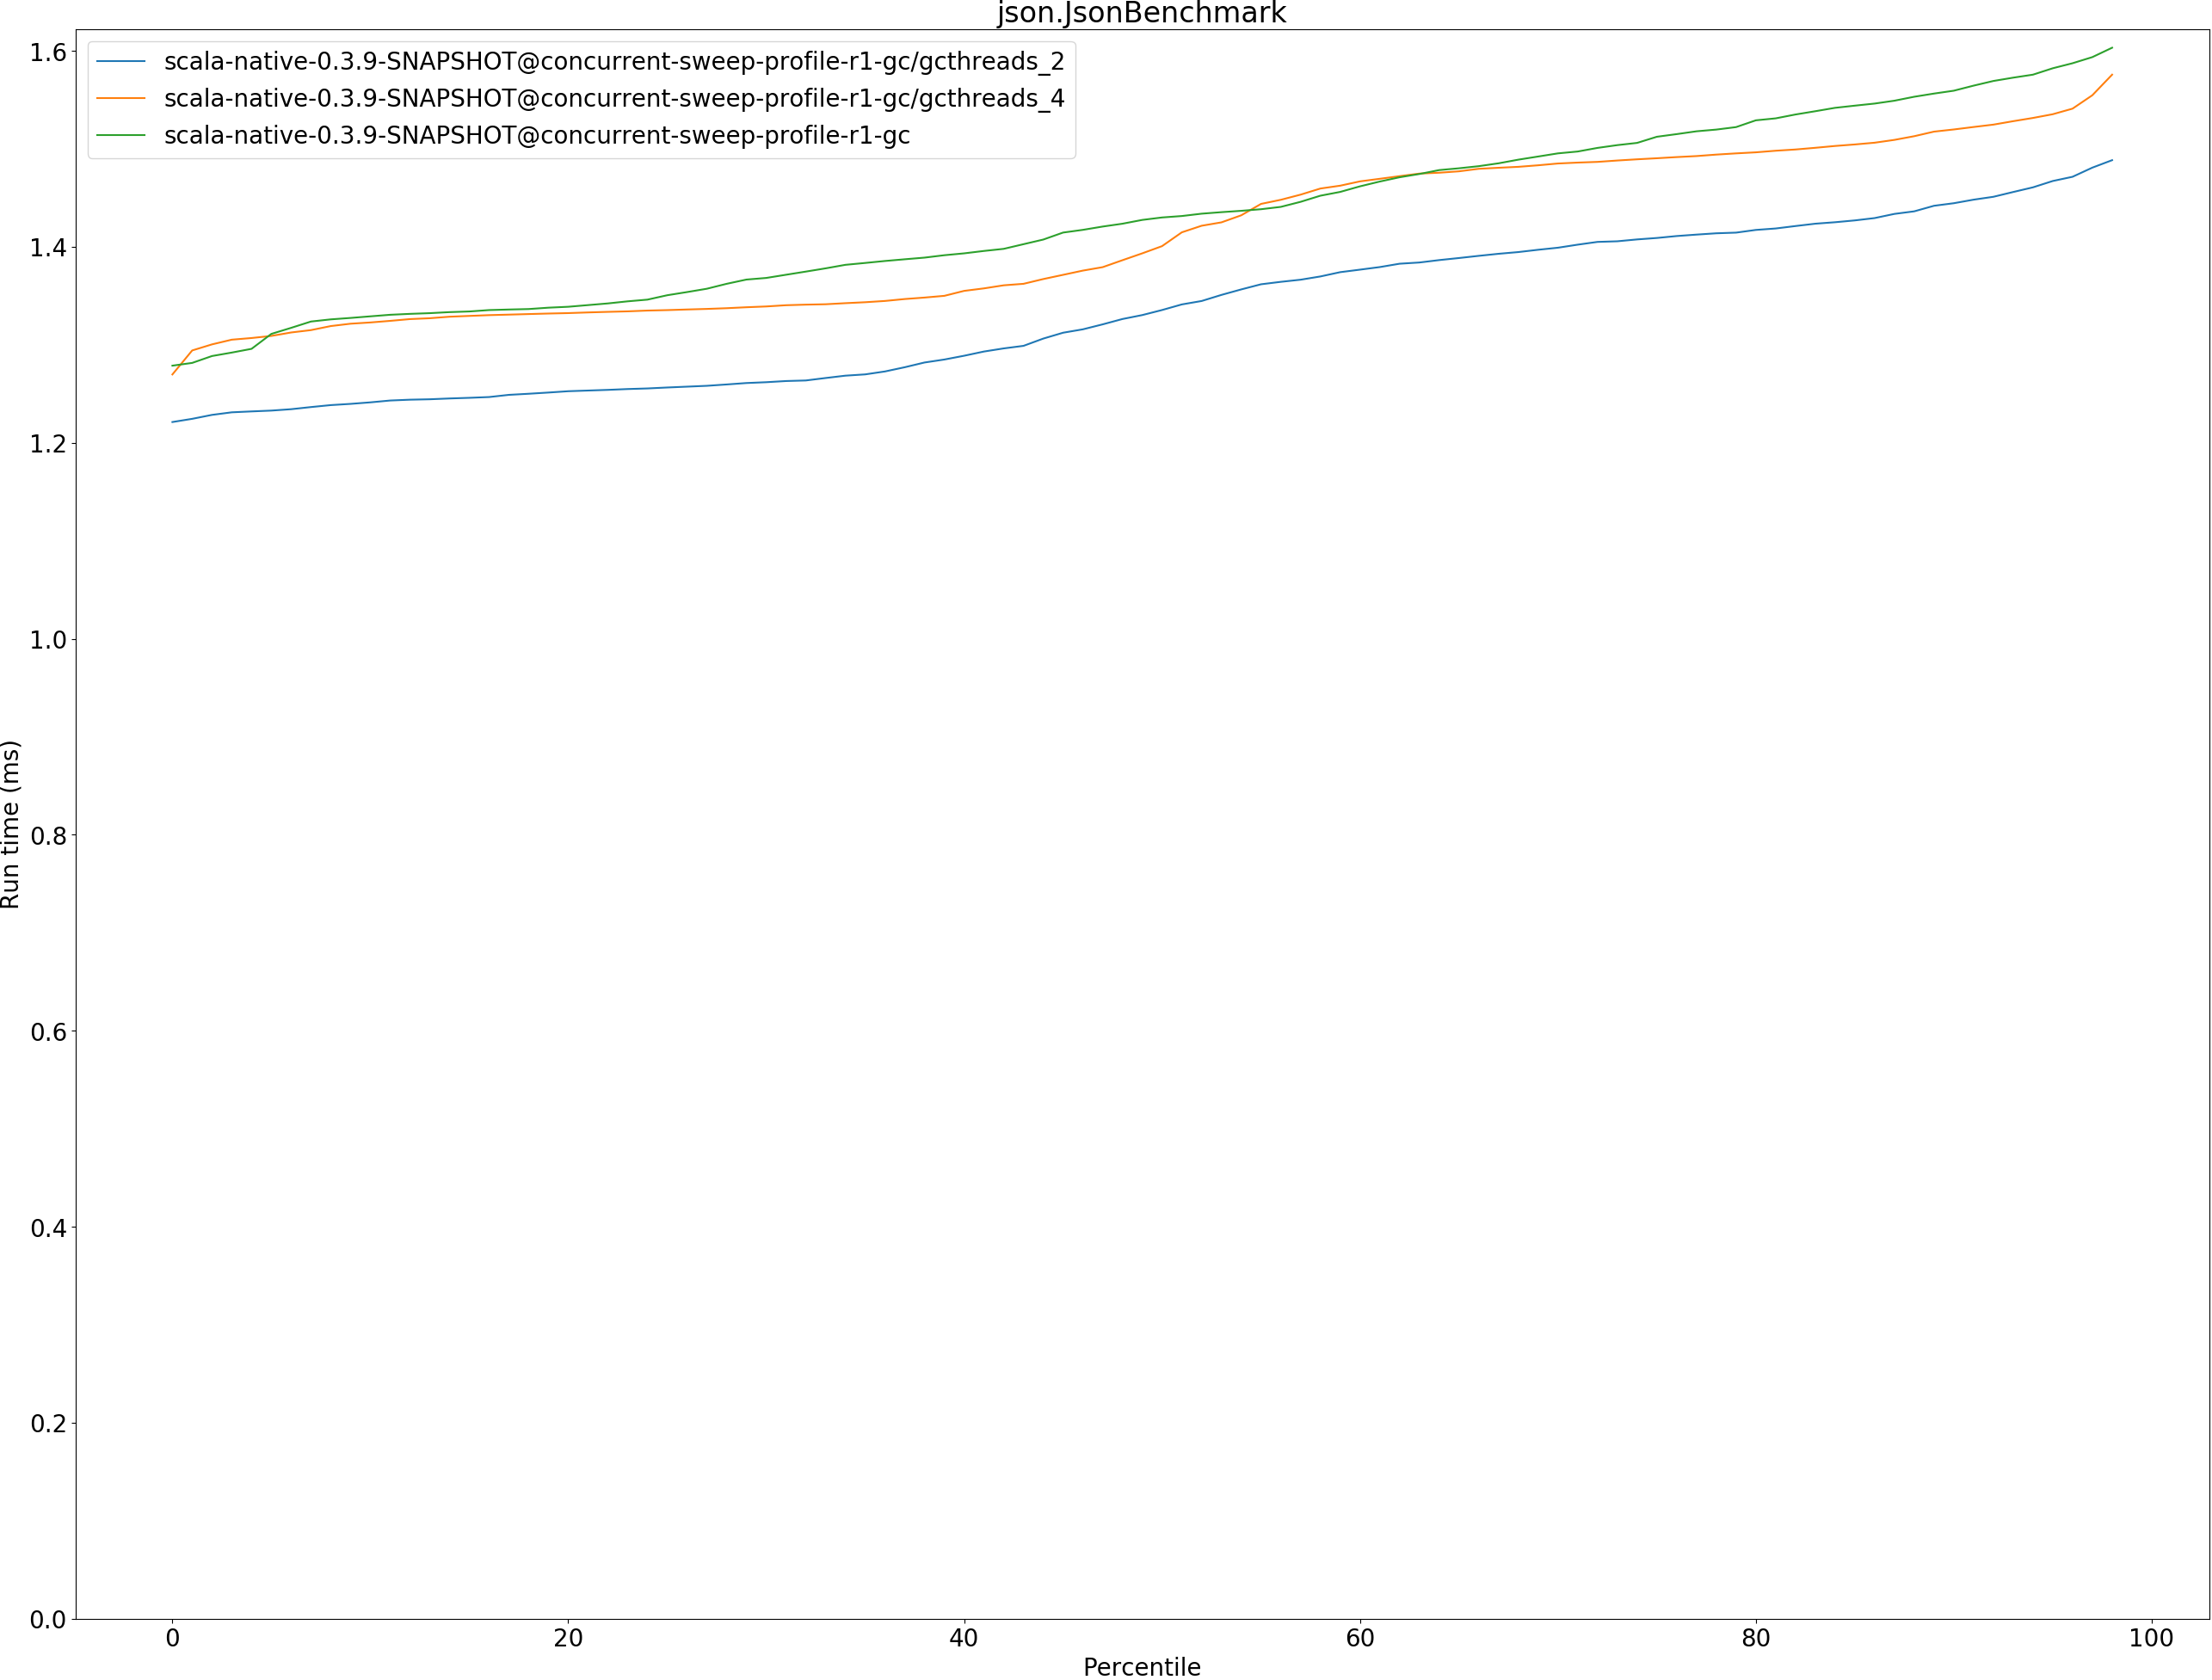 json.JsonBenchmark
scala-native-0.3.9-SNAPSHOT@concurrent-sweep-profile-r1-gc/gcthreads_2
scala-native-0.3.9-SNAPSHOT@concurrent-sweep-profile-r1-gc/gcthreads_4
scala-native-0.3.9-SNAPSHOT@concurrent-sweep-profile-r1-gc
1.6
1.4
1.2
1.0
0.8
0.6
0.4
0.2
0.0
Run time (ms)
0 20 40 60 80 100
Percentile